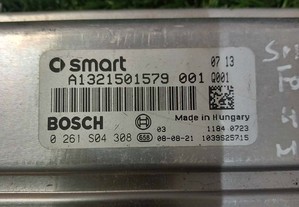 smart 07 13
A1321501579 001 Q001
Made in Hungary
BOSCH 03 1184 0723
0 261 S04 308 658 08-08-21 1039S25715